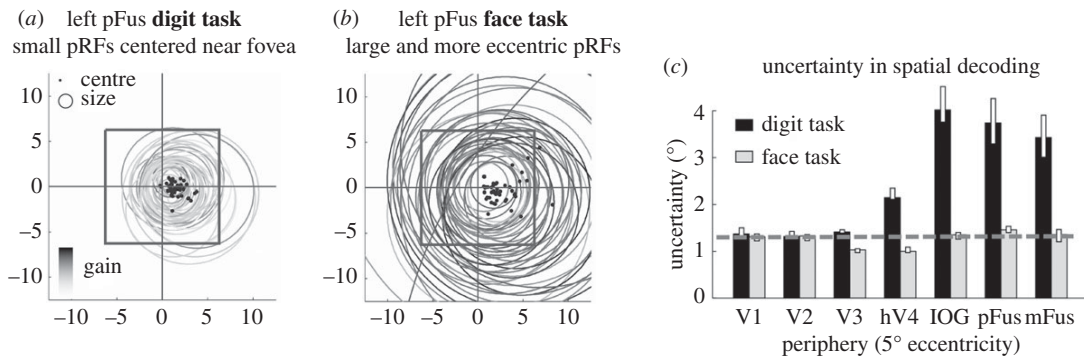 (a) left pFus digit task
small pRFs centered near fovea
centre
size
10
5
0
−5
−10
gain
−10 −5 0 5 10
(b) left pFus face task
large and more eccentric pRFs
10
5
0
−5
−10
−10 −5 0 5 10
(c) uncertainty in spatial decoding
digit task
face task
uncertainty (°)
4
3
2
1
0
V1 V2 V3 hV4 IOG pFus mFus
periphery (5° eccentricity)